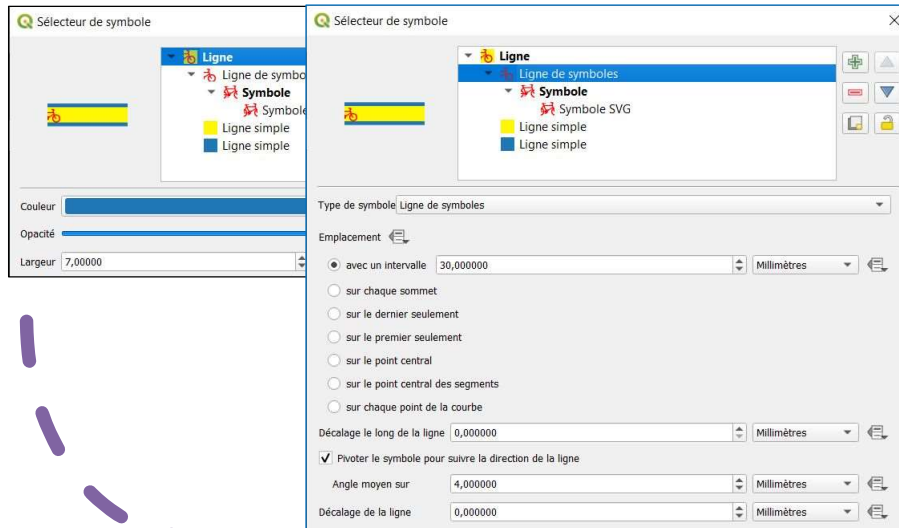 Sélecteur de symbole
Ligne
Ligne de symbo
Symbole
Symbole
Ligne simple
Ligne simple
Couleur
Opacité
Largeur 7,00000
Sélecteur de symbole
Ligne
Ligne de symboles
Symbole
Symbole SVG
Ligne simple
Ligne simple
Type de symbole Ligne de symboles
Emplacement
avec un intervalle 30,000000 Millimètres
sur chaque sommet
sur le dernier seulement
sur le premier seulement
sur le point central
sur le point central des segments
sur chaque point de la courbe
Décalage le long de la ligne 0,000000 Millimètres
Pivoter le symbole pour suivre la direction de la ligne
Angle moyen sur 4,000000 Millimètres
Décalage de la ligne 0,000000 Millimètres